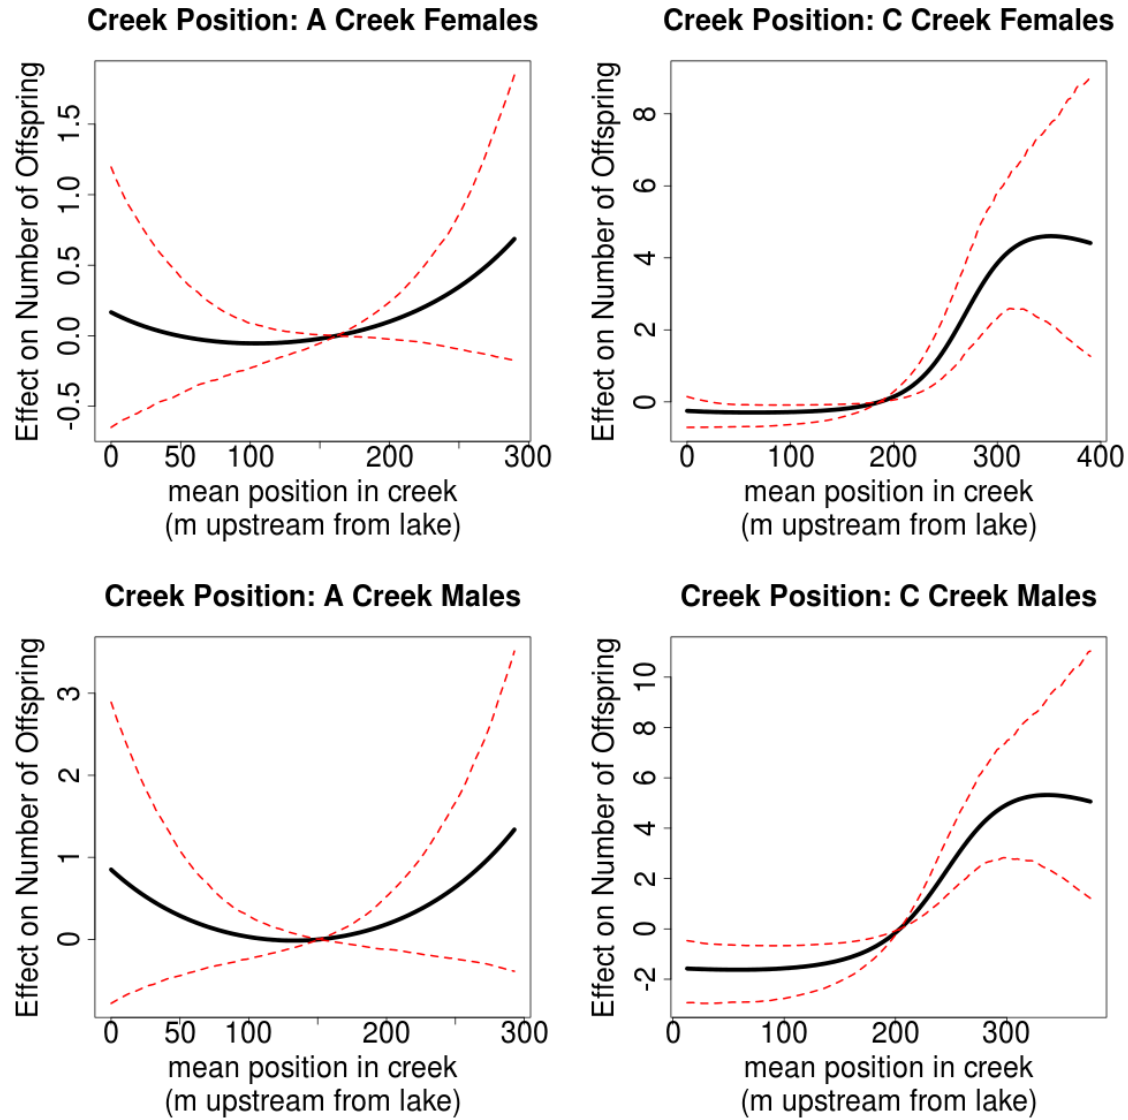 Creek Position: A Creek Females
Effect on Number of Offspring
-0.5 0.0 0.5 1.0 1.5
0 50 100 200 300
mean position in creek
(m upstream from lake)
Creek Position: C Creek Females
Effect on Number of Offspring
0 2 4 6 8
0 100 200 300 400
mean position in creek
(m upstream from lake)
Creek Position: A Creek Males
Effect on Number of Offspring
0 1 2 3
0 50 100 200 300
mean position in creek
(m upstream from lake)
Creek Position: C Creek Males
Effect on Number of Offspring
-2 0 2 4 6 8 10
0 100 200 300
mean position in creek
(m upstream from lake)